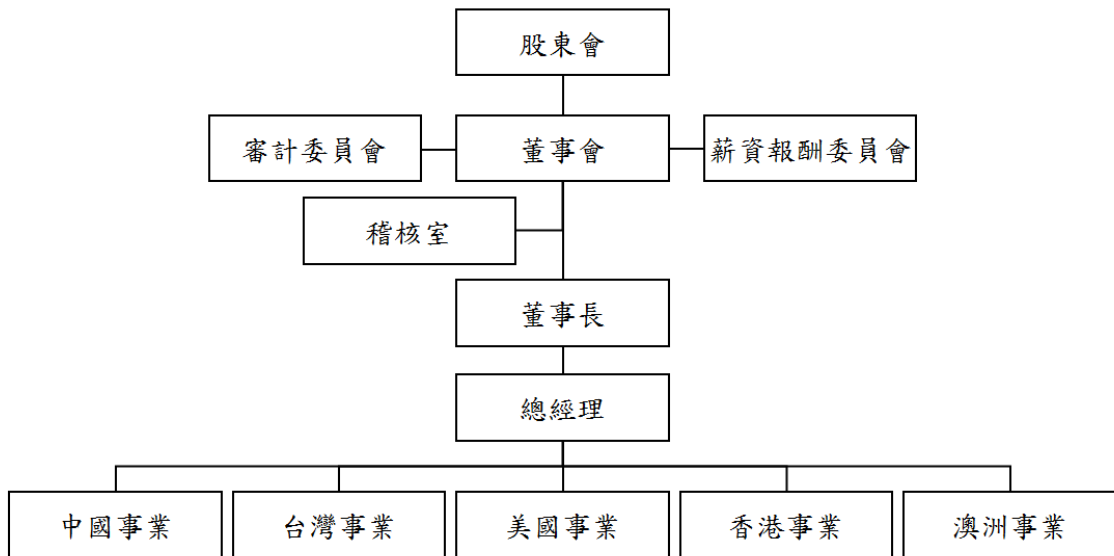 股東會
審計委員會
董事會
薪資報酬委員會
稽核室
董事長
總經理
中國事業
台灣事業
美國事業
香港事業
澳洲事業